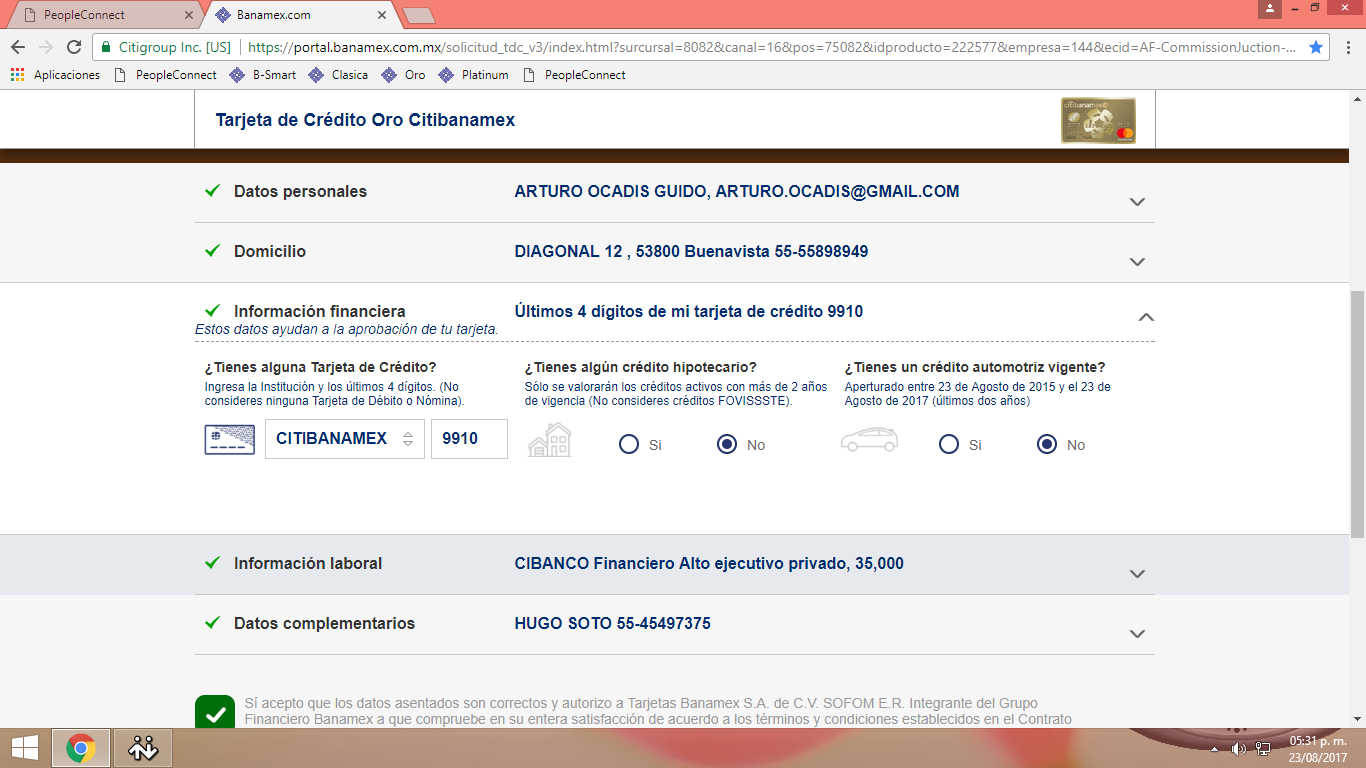 PeopleConnect
Banamex.com
Citigroup Inc. [US]
https://portal.banamex.com.mx/solicitud_tdc_v3/index.html?surcursal=8082&canal=16&pos=75082&idproducto=222577&empresa=144&ecid=AF-CommissionJuction-...
Aplicaciones PeopleConnect B-Smart Clasica Oro Platinum PeopleConnect
Tarjeta de Crédito Oro Citibanamex
citibanamex
Datos personales
ARTURO OCADIS GUIDO, ARTURO.OCADIS@GMAIL.COM
Domicilio
DIAGONAL 12 , 53800 Buenavista 55-55898949
Información financiera
Últimos 4 dígitos de mi tarjeta de crédito 9910
Estos datos ayudan a la aprobación de tu tarjeta.
¿Tienes alguna Tarjeta de Crédito?
Ingresa la Institución y los últimos 4 dígitos. (No
consideres ninguna Tarjeta de Débito o Nómina).
CITIBANAMEX
9910
¿Tienes algún crédito hipotecario?
Sólo se valorarán los créditos activos con más de 2 años
de vigencia (No consideres créditos FOVISSSTE).
Si
No
¿Tienes un crédito automotriz vigente?
Aperturado entre 23 de Agosto de 2015 y el 23 de
Agosto de 2017 (últimos dos años)
Si
No
Información laboral
CIBANCO Financiero Alto ejecutivo privado, 35,000
Datos complementarios
HUGO SOTO 55-45497375
Sí acepto que los datos asentados son correctos y autorizo a Tarjetas Banamex S.A. de C.V. SOFOM E.R. Integrante del Grupo
Financiero Banamex a que compruebe en su entera satisfacción de acuerdo a los términos y condiciones establecidos en el Contrato
05:31 p. m.
23/08/2017